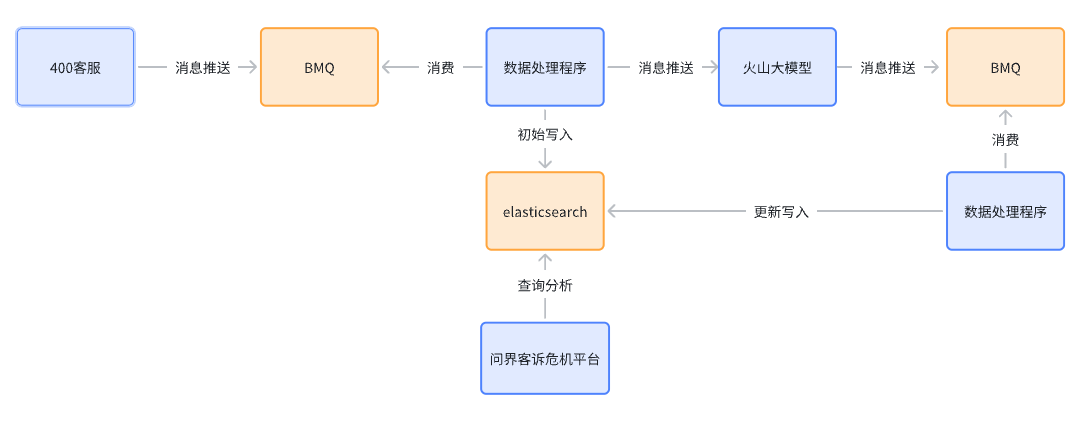 400客服
消息推送
BMQ
消费
数据处理程序
消息推送
火山大模型
消息推送
BMQ
初始写入
消费
elasticsearch
更新写入
数据处理程序
查询分析
问界客诉危机平台